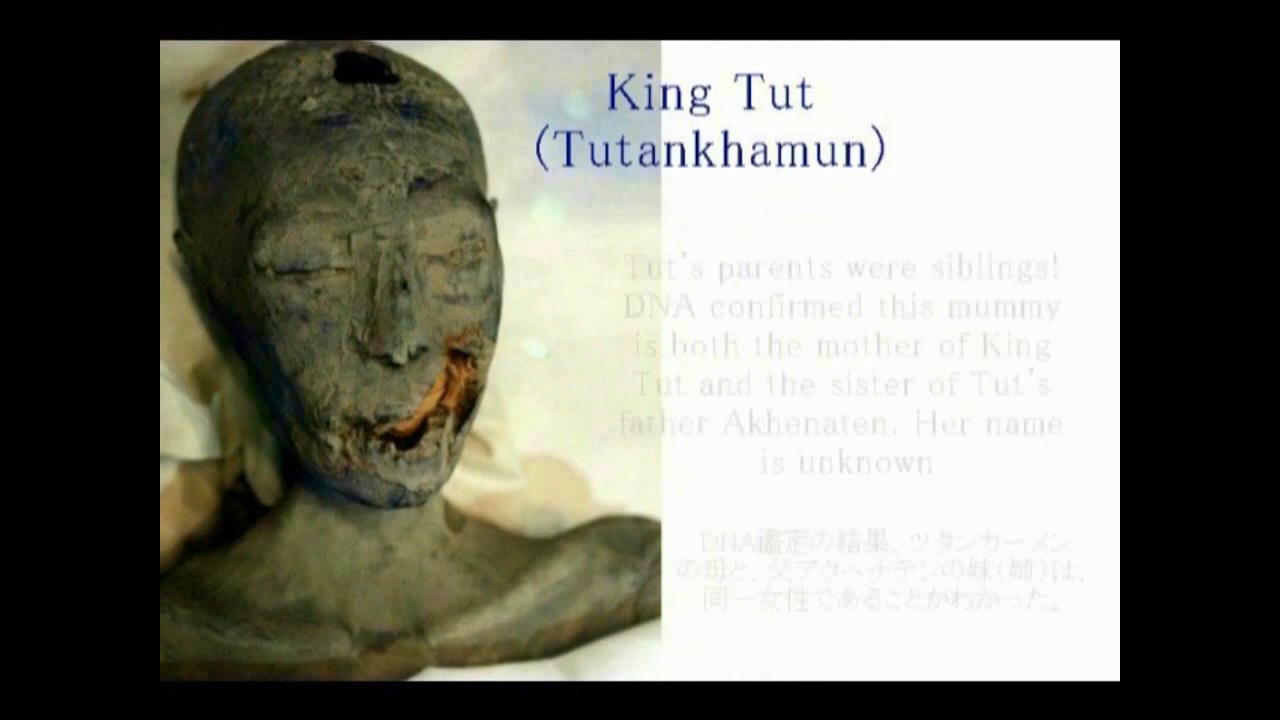 King Tut
(Tutankhamun)
Tut's parents were siblings!
DNA confirmed this mummy
is both the mother of King
Tut and the sister of Tut's
father Akhenaten. Her name
is unknown
DNA鑑定の結果、ツタンカーメン
の母と、父アクヘナテンの妹(姉)は、
同一女性であることがわかった。